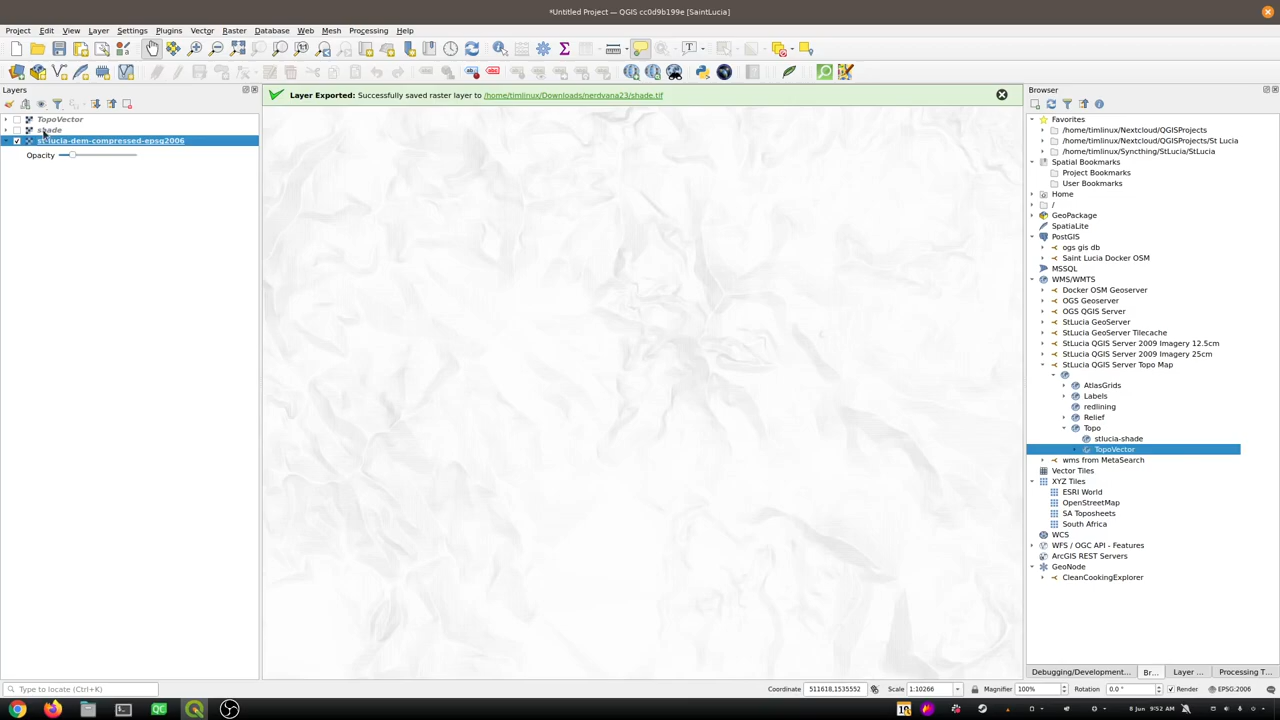 *Untitled Project — QGIS cc0d9b199e [SaintLucia]
Project Edit View Layer Settings Plugins Vector Raster Database Web Mesh Processing Help
Layers
TopoVector
shade
st-lucia-dem-compressed-epsg2006
Opacity
Layer Exported: Successfully saved raster layer to /home/timlinux/Downloads/nerdvana23/shade.tif
Browser
Favorites
/home/timlinux/Nextcloud/QGISProjects
/home/timlinux/Nextcloud/QGISProjects/St Lucia
/home/timlinux/Syncthing/StLucia/StLucia
Spatial Bookmarks
Project Bookmarks
User Bookmarks
Home
/
GeoPackage
SpatiaLite
PostGIS
ogs gis db
Saint Lucia Docker OSM
MSSQL
WMS/WMTS
Docker OSM Geoserver
OGS Geoserver
OGS QGIS Server
StLucia GeoServer
StLucia GeoServer Tilecache
StLucia QGIS Server 2009 Imagery 12.5cm
StLucia QGIS Server 2009 Imagery 25cm
StLucia QGIS Server Topo Map
AtlasGrids
Labels
redlining
Relief
Topo
stlucia-shade
TopoVector
wms from MetaSearch
Vector Tiles
XYZ Tiles
ESRI World
OpenStreetMap
SA Toposheets
South Africa
WCS
WFS / OGC API - Features
ArcGIS REST Servers
GeoNode
CleanCookingExplorer
Debugging/Development... Br... Layer ... Processing T...
Type to locate (Ctrl+K)
Coordinate 511618,1535552 Scale 1:10266 Magnifier 100% Rotation 0.0 ° Render EPSG:2006
8 Jun 9:52 AM